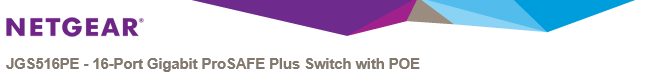 NETGEAR®
JGS516PE - 16-Port Gigabit ProSAFE Plus Switch with POE